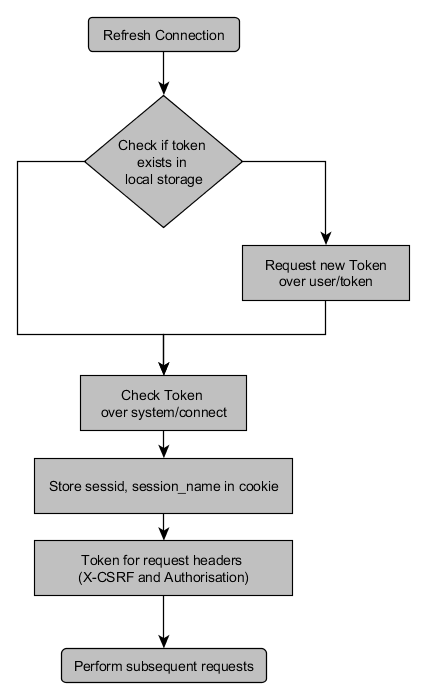 Refresh Connection
Check if token
exists in
local storage
Request new Token
over user/token
Check Token
over system/connect
Store sessid, session_name in cookie
Token for request headers
(X-CSRF and Authorisation)
Perform subsequent requests